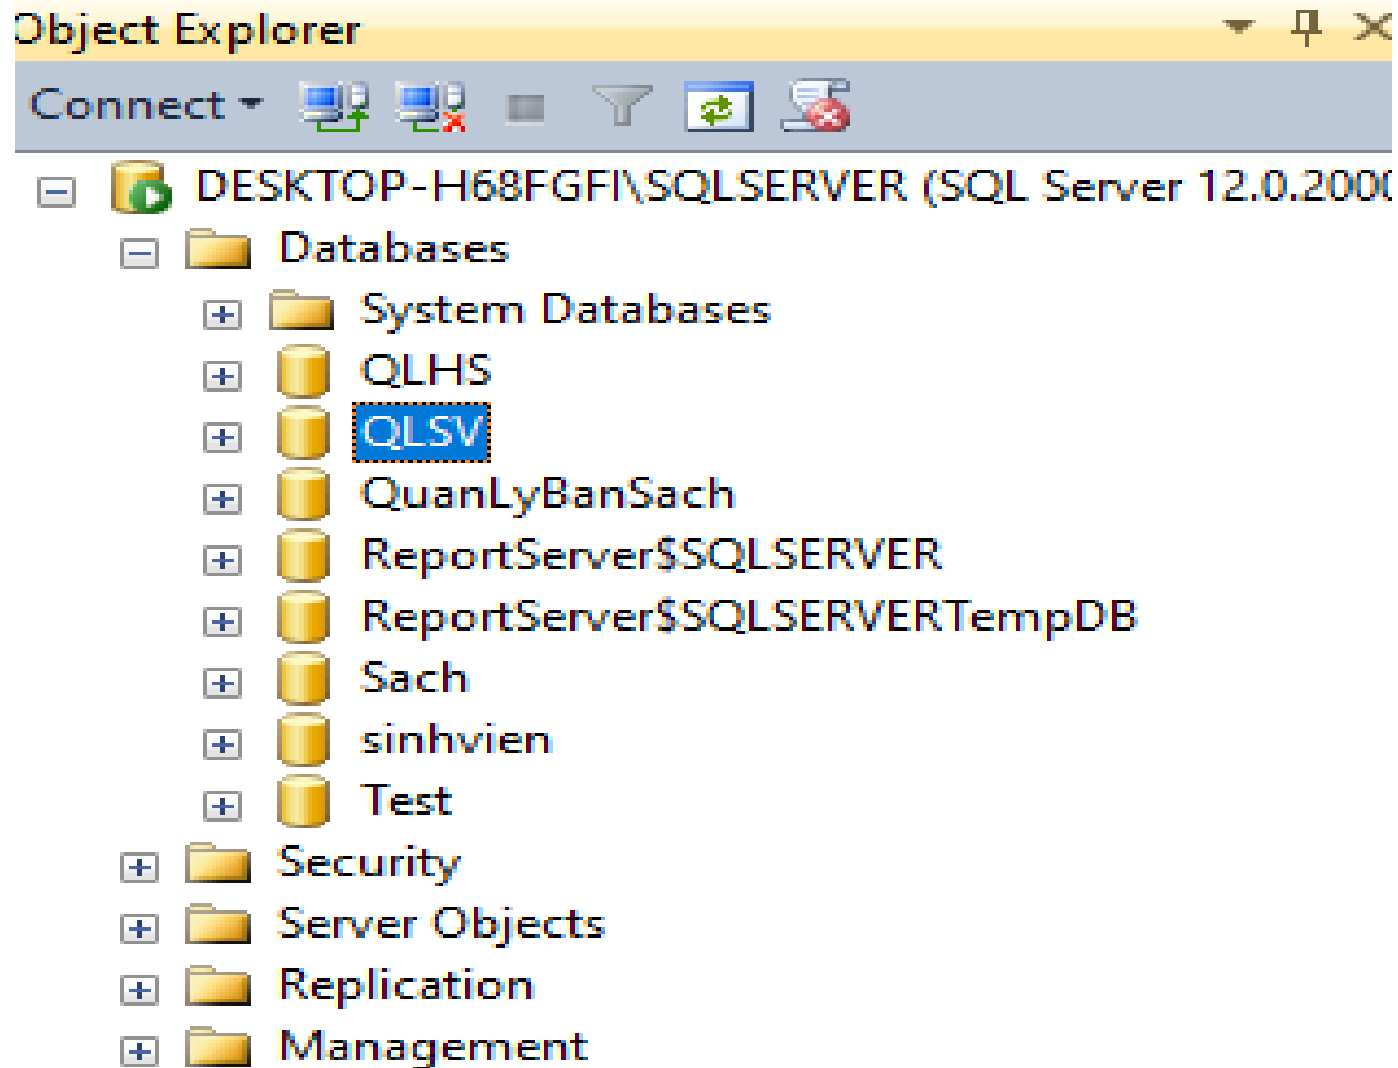 Object Explorer
Connect
DESKTOP-H68FGFI\SQLSERVER (SQL Server 12.0.2000
Databases
System Databases
QLHS
QLSV
QuanLyBanSach
ReportServer$SQLSERVER
ReportServer$SQLSERVERTempDB
Sach
sinhvien
Test
Security
Server Objects
Replication
Management